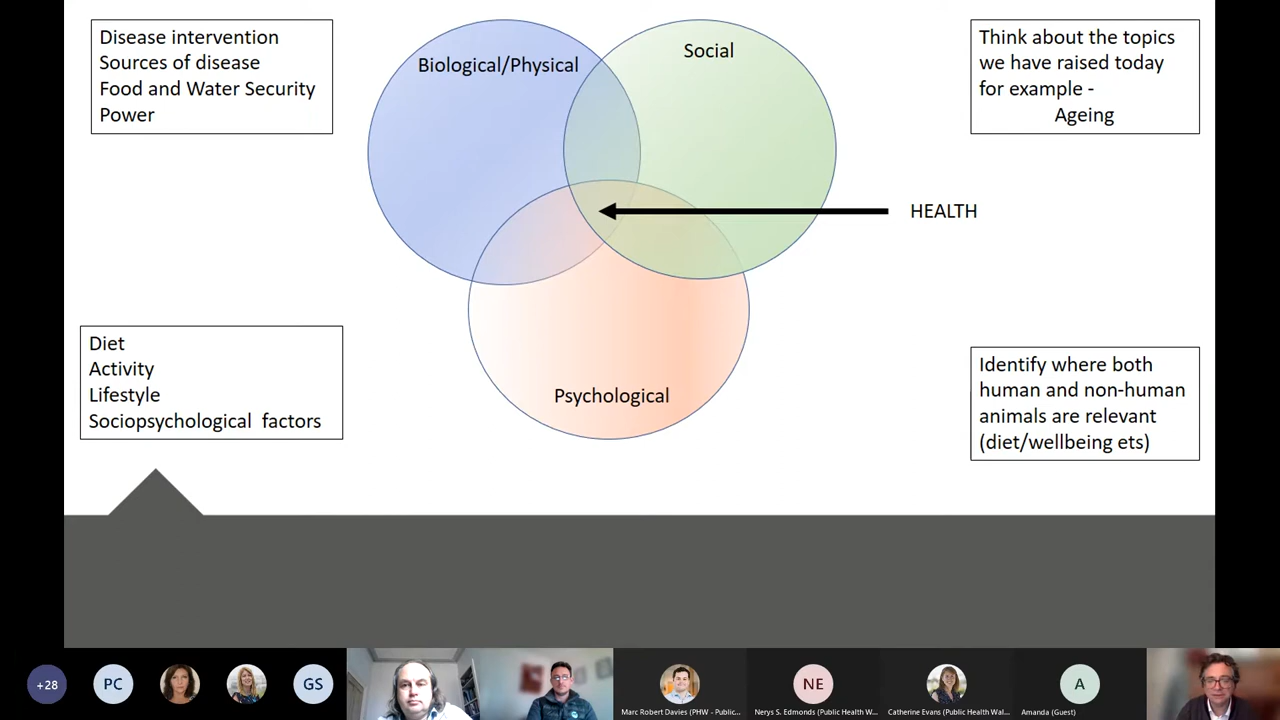 Disease intervention
Sources of disease
Food and Water Security
Power
Biological/Physical
Social
Think about the topics
we have raised today
for example -
Ageing
HEALTH
Diet
Activity
Lifestyle
Sociopsychological factors
Psychological
Identify where both
human and non-human
animals are relevant
(diet/wellbeing ets)
+28
PC
GS
Marc Robert Davies (PHW - Public...
NE
Nerys S. Edmonds (Public Health W...
Catherine Evans (Public Health Wal...
A
Amanda (Guest)